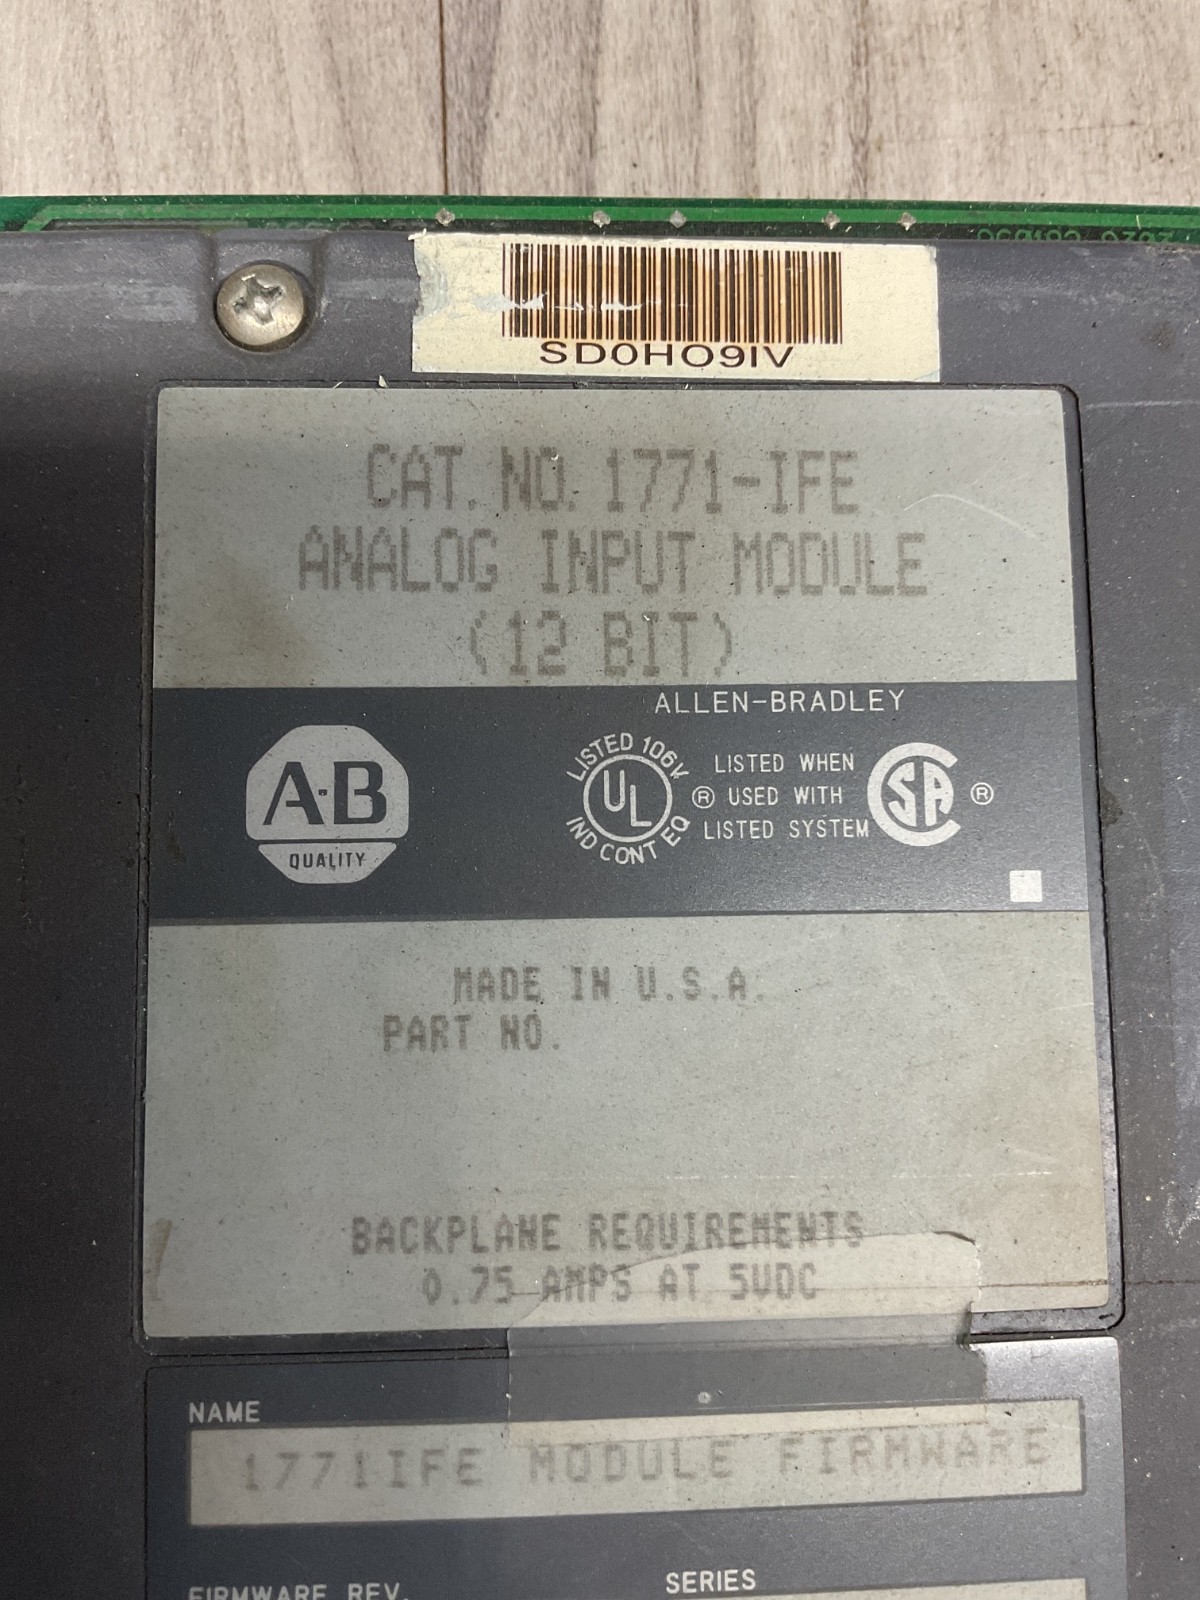 SD0HO9IV
CAT. NO. 1771-IFE
ANALOG INPUT MODULE
(12 BIT)
ALLEN-BRADLEY
A·B
QUALITY
LISTED 106
UL
IND CONT EQ
®
LISTED WHEN
USED WITH
LISTED SYSTEM
SA
®
MADE IN U.S.A.
PART NO.
BACKPLANE REQUIREMENTS
0.75 AMPS AT 5VDC
NAME
1771IFE MODULE FIRMWARE
FIRMWARE REV.
SERIES